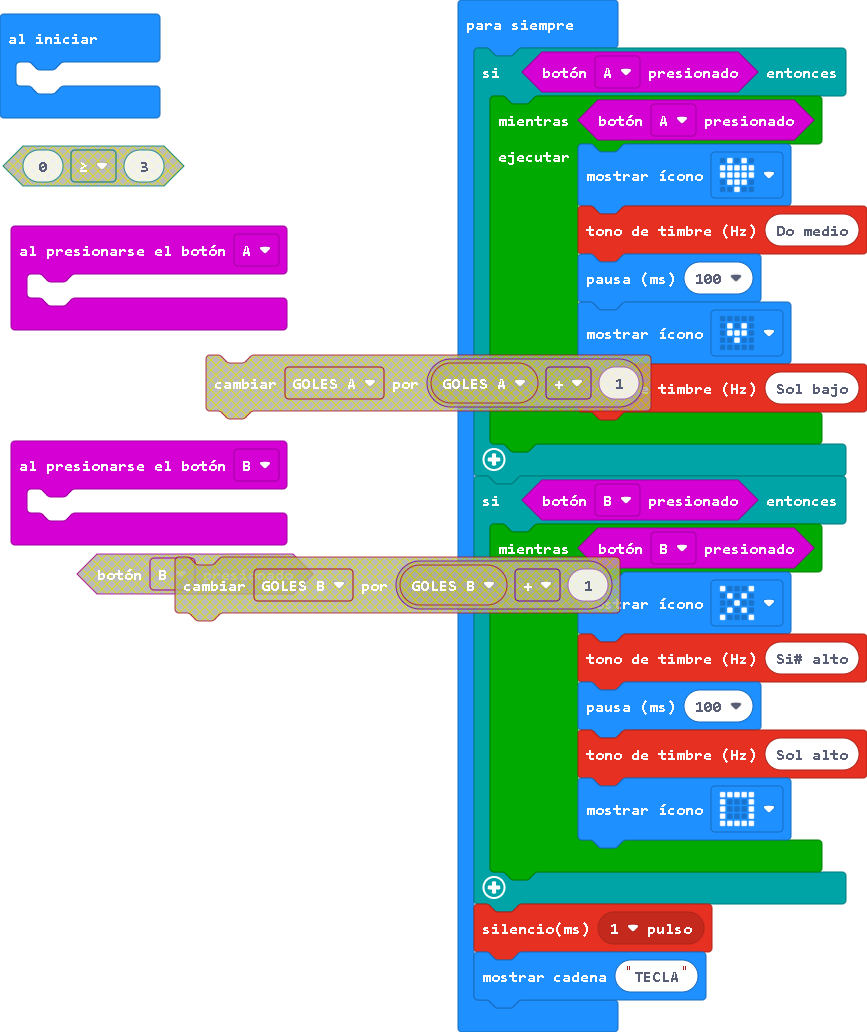 al iniciar
0 ≥ 3
al presionarse el botón A
cambiar GOLES A por GOLES A + 1
al presionarse el botón B
botón B presionado
cambiar GOLES B por GOLES B + 1
para siempre
si botón A presionado entonces
mientras botón A presionado
ejecutar
mostrar ícono
tono de timbre (Hz) Do medio
pausa (ms) 100
mostrar ícono
e timbre (Hz) Sol bajo
si botón B presionado entonces
mientras botón B presionado
strar ícono
tono de timbre (Hz) Si# alto
pausa (ms) 100
tono de timbre (Hz) Sol alto
mostrar ícono
silencio(ms) 1 pulso
mostrar cadena "TECLA"